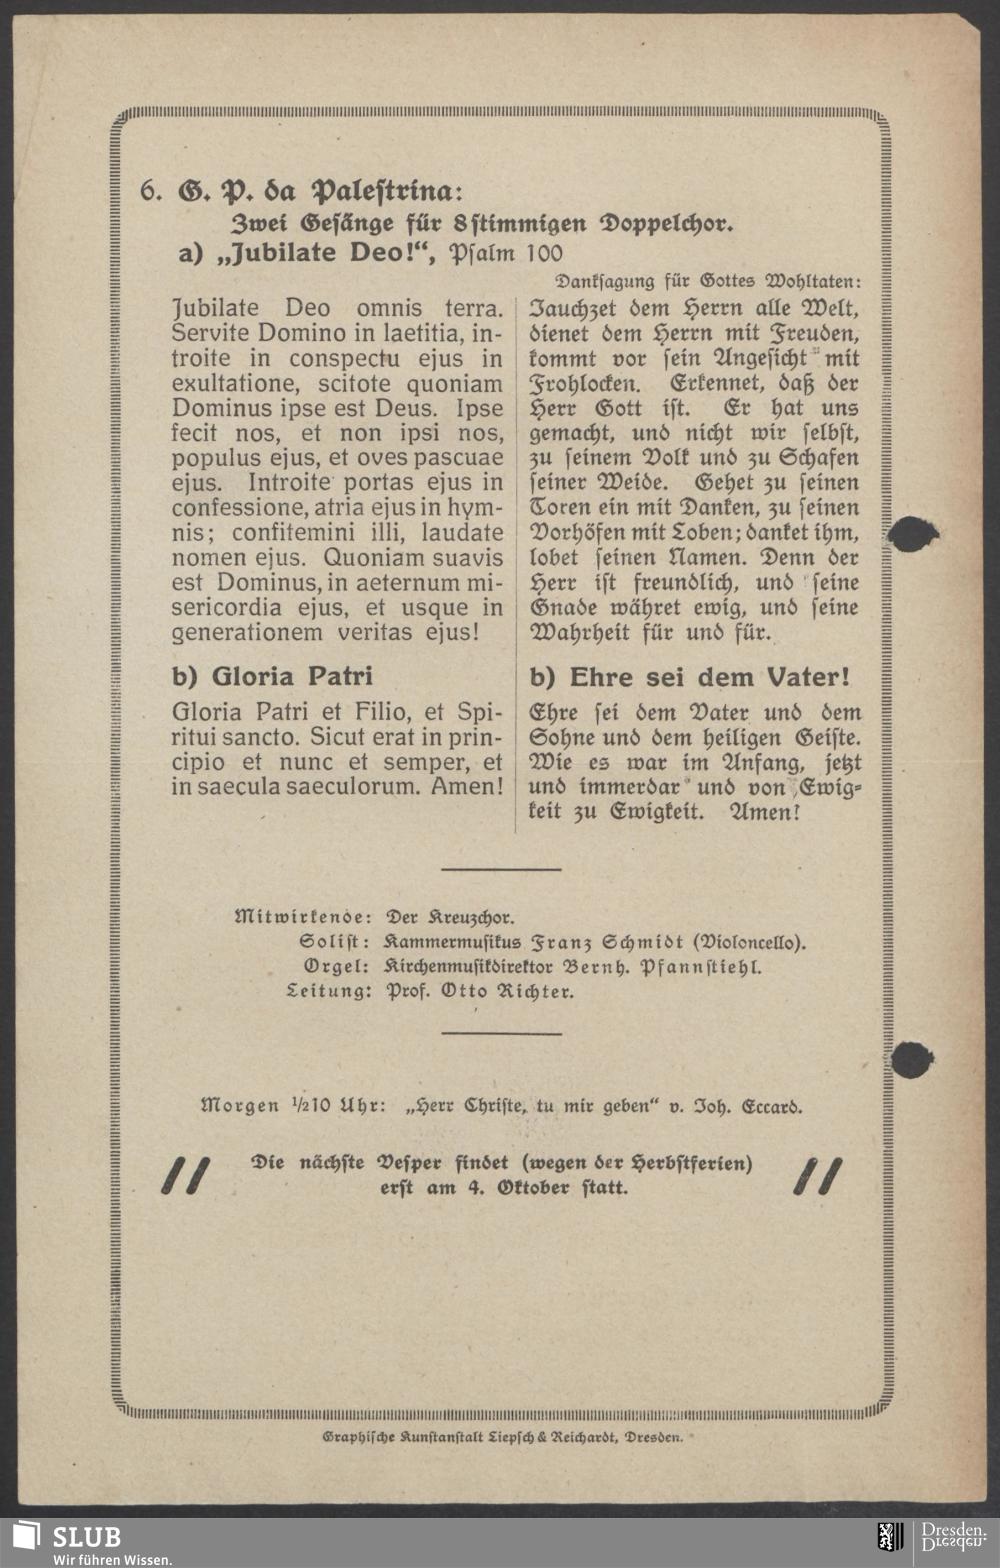 6. G. P. da Palestrina:
Zwei Gesänge für 8stimmigen Doppelchor.
a) „Jubilate Deo!“, Psalm 100
Jubilate Deo omnis terra.
Servite Domino in laetitia, in-
troite in conspectu ejus in
exultatione, scitote quoniam
Dominus ipse est Deus. Ipse
fecit nos, et non ipsi nos,
populus ejus, et oves pascuae
ejus. Introite portas ejus in
confessione, atria ejus in hym-
nis; confitemini illi, laudate
nomen ejus. Quoniam suavis
est Dominus, in aeternum mi-
sericordia ejus, et usque in
generationem veritas ejus!
b) Gloria Patri
Gloria Patri et Filio, et Spi-
ritui sancto. Sicut erat in prin-
cipio et nunc et semper, et
in saecula saeculorum. Amen!
Danksagung für Gottes Wohltaten:
Jauchzet dem Herrn alle Welt,
dienet dem Herrn mit Freuden,
kommt vor sein Angesicht mit
Frohlocken. Erkennet, daß der
Herr Gott ist. Er hat uns
gemacht, und nicht wir selbst,
zu seinem Volk und zu Schafen
seiner Weide. Gehet zu seinen
Toren ein mit Danken, zu seinen
Vorhöfen mit Loben; danket ihm,
lobet seinen Namen. Denn der
Herr ist freundlich, und seine
Gnade währet ewig, und seine
Wahrheit für und für.
b) Ehre sei dem Vater!
Ehre sei dem Vater und dem
Sohne und dem heiligen Geiste.
Wie es war im Anfang, jetzt
und immerdar und von Ewig-
keit zu Ewigkeit. Amen!
Mitwirkende: Der Kreuzchor.
Solist: Kammermusikus Franz Schmidt (Violoncello).
Orgel: Kirchenmusikdirektor Bernh. Pfannstiehl.
Leitung: Prof. Otto Richter.
Morgen ½10 Uhr: „Herr Christe, tu mir geben“ v. Joh. Eccard.
Die nächste Vesper findet (wegen der Herbstferien)
erst am 4. Oktober statt.
Graphische Kunstanstalt Liepsch & Reichardt, Dresden.
SLUB
Wir führen Wissen.
Dresden.
Dresden.